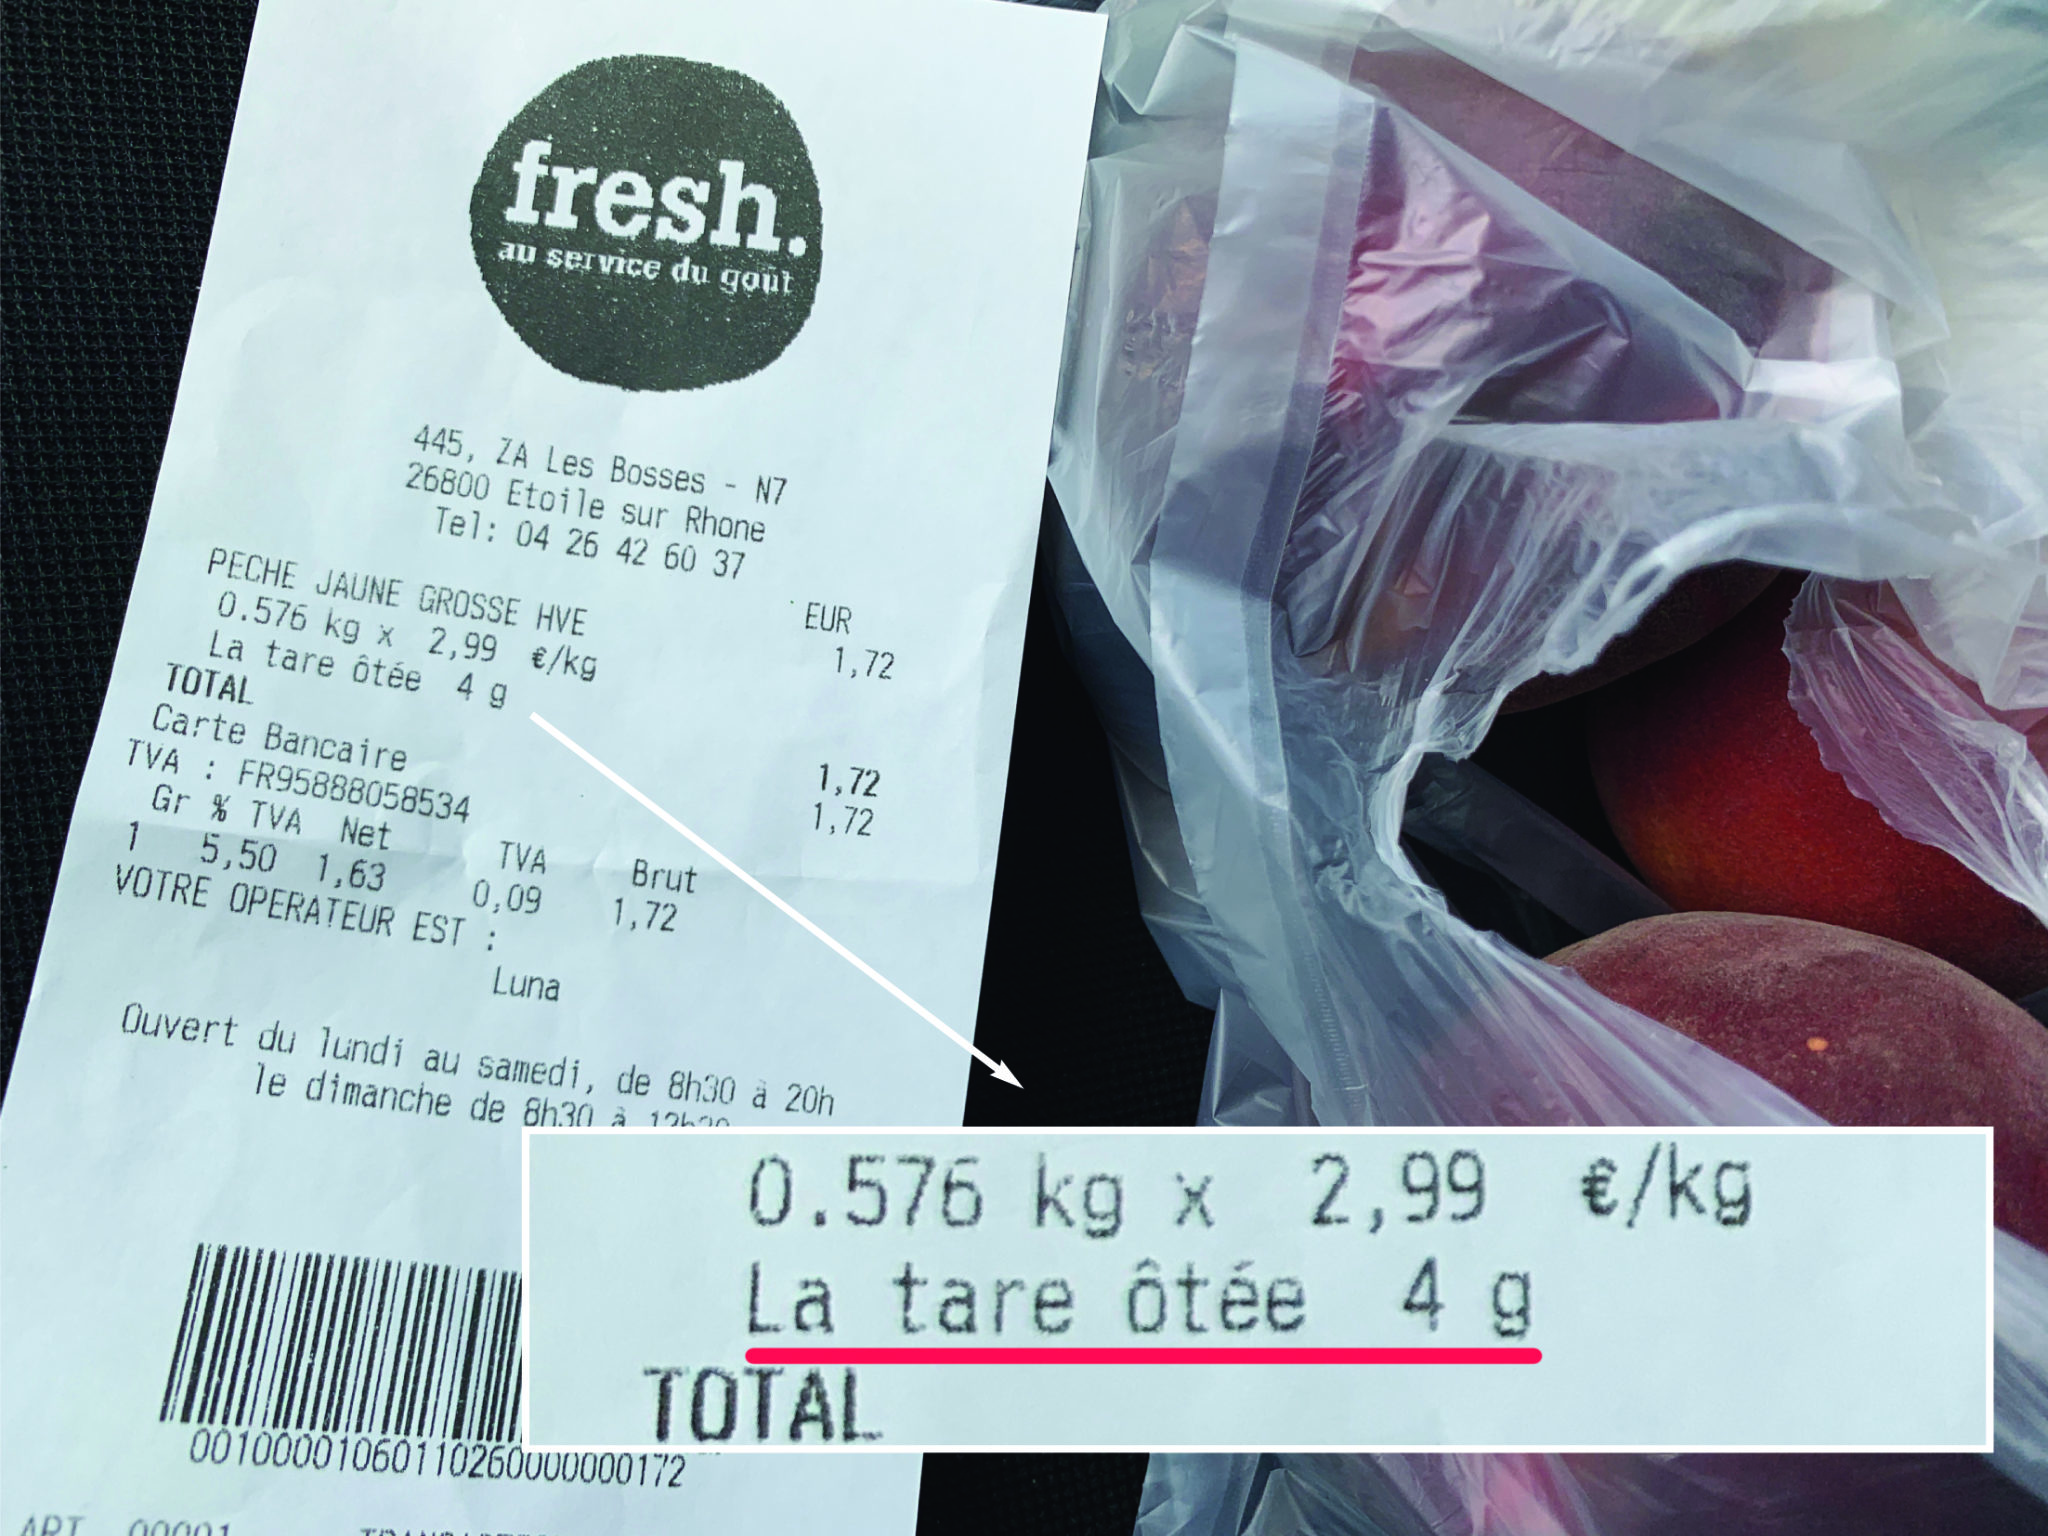 fresh.
au service du goût
445, ZA Les Bosses - N7
26800 Etoile sur Rhone
Tel: 04 26 42 60 37
EUR
PECHE JAUNE GROSSE HVE 1,72
0.576 kg x 2,99 €/kg
La tare ôtée 4 g
TOTAL 1,72
Carte Bancaire 1,72
TVA : FR95888058534
Gr % TVA Net TVA Brut
1 5,50 1,63 0,09 1,72
VOTRE OPERATEUR EST :
Luna
Ouvert du lundi au samedi, de 8h30 à 20h
le dimanche de 8h30 à
00100001060110260000000172
ART 00001
0.576 kg x 2,99 €/kg
La tare ôtée 4 g
TOTAL